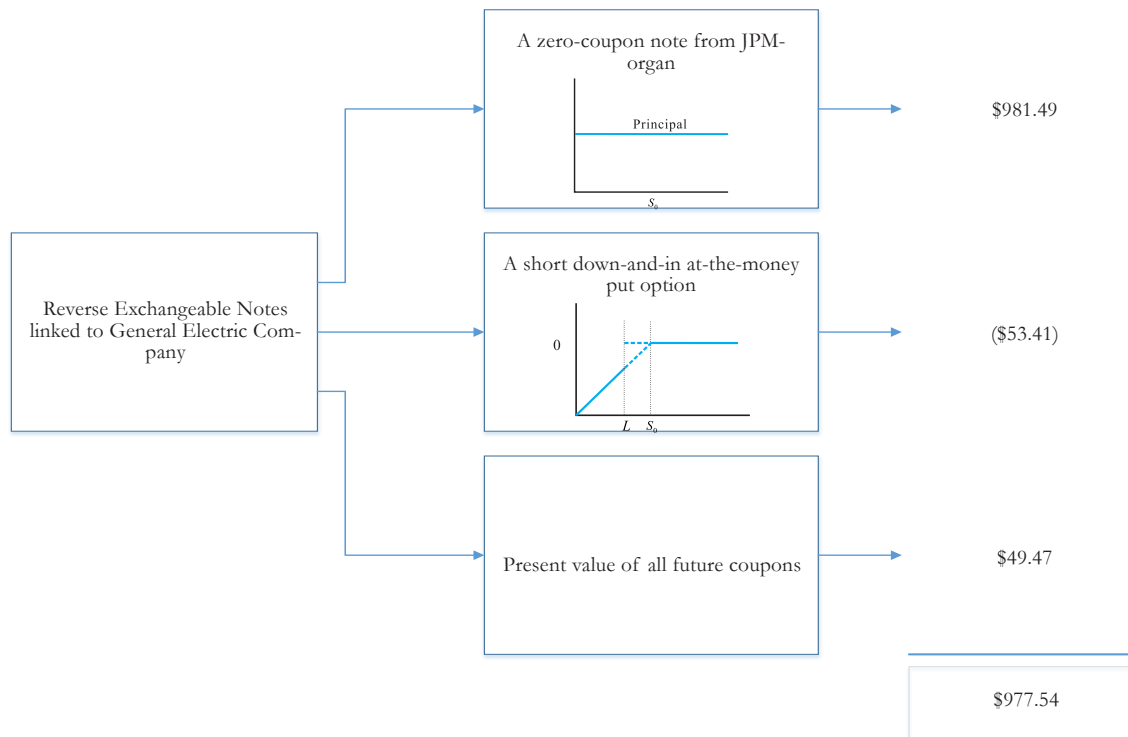 A zero-coupon note from JPM-
organ
Principal
S₀
$981.49
Reverse Exchangeable Notes
linked to General Electric Com-
pany
A short down-and-in at-the-money
put option
0
L S₀
($53.41)
Present value of all future coupons
$49.47
$977.54